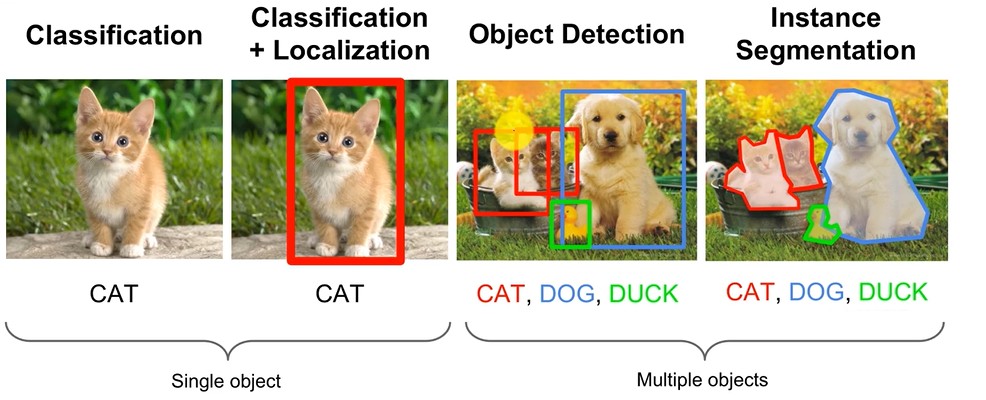 Classification
Classification
+ Localization
Object Detection
Instance
Segmentation
CAT
CAT
CAT, DOG, DUCK
CAT, DOG, DUCK
Single object
Multiple objects